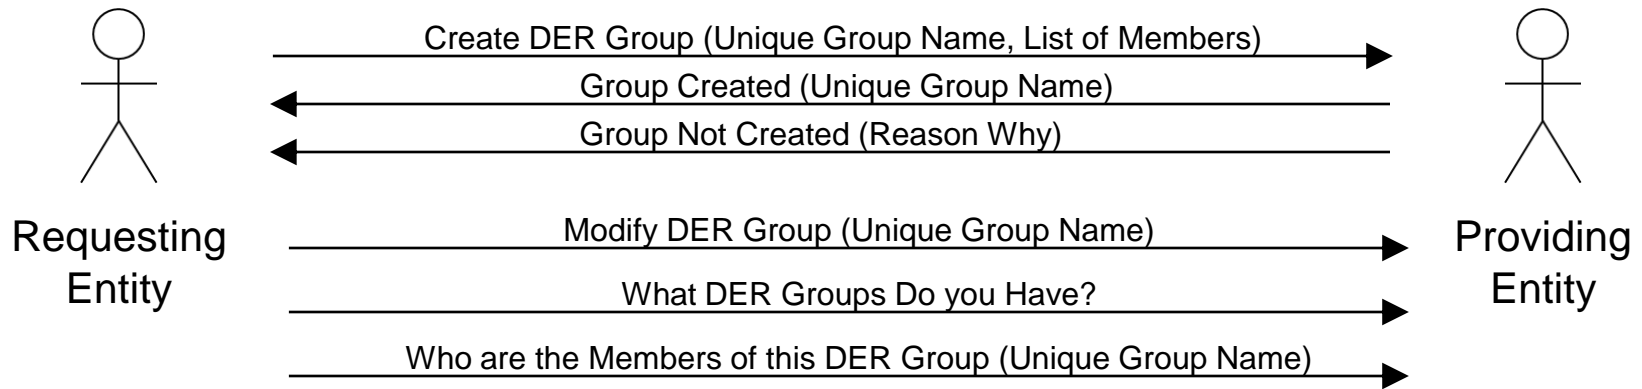 Create DER Group (Unique Group Name, List of Members)
Group Created (Unique Group Name)
Group Not Created (Reason Why)
Requesting
Entity
Modify DER Group (Unique Group Name)
What DER Groups Do you Have?
Who are the Members of this DER Group (Unique Group Name)
Providing
Entity